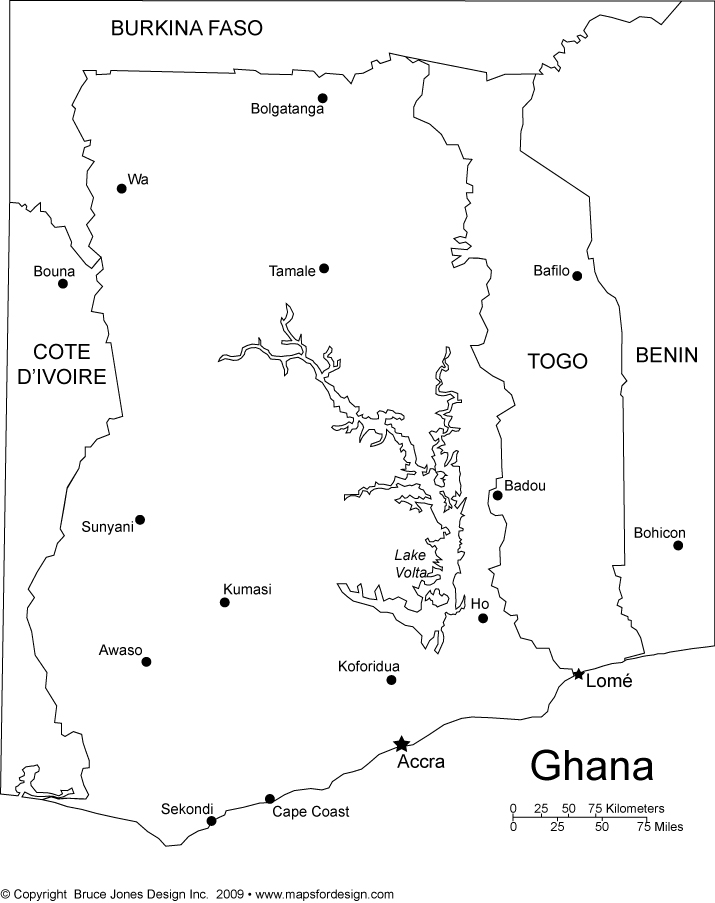 BURKINA FASO
Bolgatanga
Wa
Bouna
Tamale
Bafilo
COTE
D'IVOIRE
TOGO
BENIN
Badou
Sunyani
Bohicon
Lake
Volta
Kumasi
Ho
Awaso
Koforidua
Lomé
Accra
Ghana
Sekondi
Cape Coast
0 25 50 75 Kilometers
0 25 50 75 Miles
© Copyright Bruce Jones Design Inc. 2009 • www.mapsfordesign.com